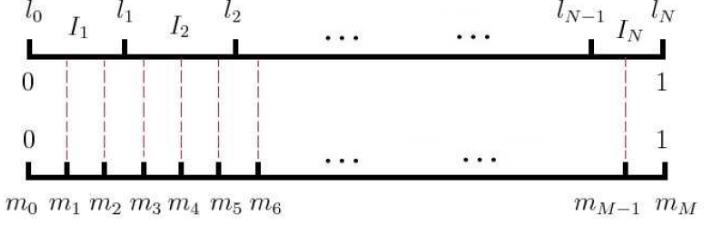 l_0 I_1 l_1 I_2 l_2 ... ... l_{N-1} I_N l_N
0 1
0 1
... ...
m_0 m_1 m_2 m_3 m_4 m_5 m_6 m_{M-1} m_M